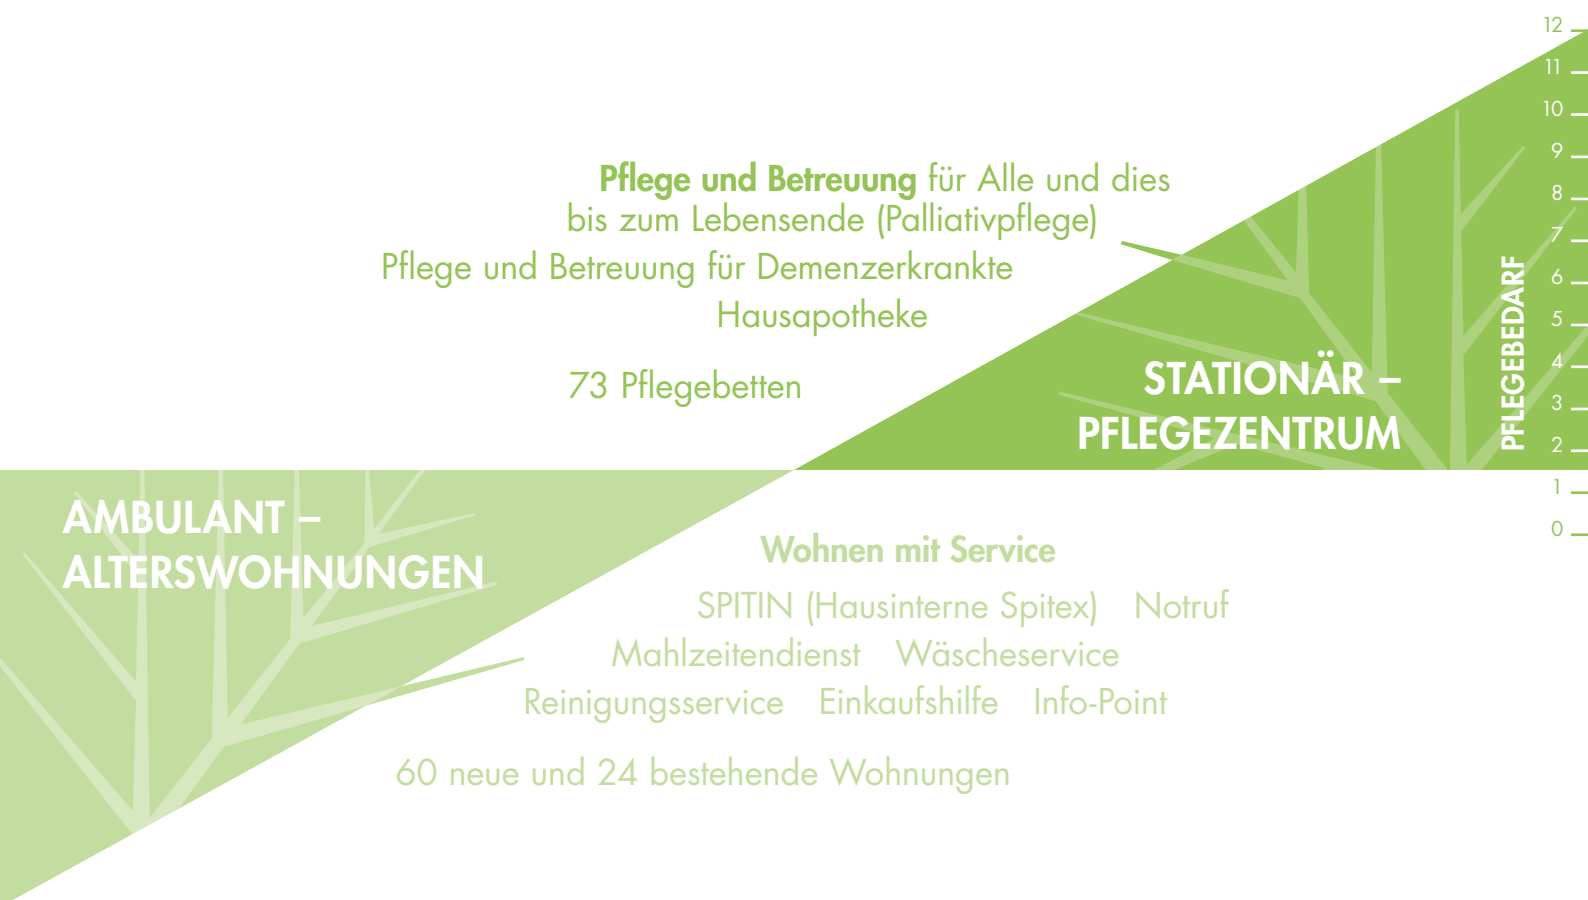 Pflege und Betreuung für Alle und dies
bis zum Lebensende (Palliativpflege)
Pflege und Betreuung für Demenzerkrankte
Hausapotheke
73 Pflegebetten
STATIONÄR –
PFLEGEZENTRUM
PFLEGEBEDARF
12
11
10
9
8
7
6
5
4
3
2
1
0
AMBULANT –
ALTERSWOHNUNGEN
Wohnen mit Service
SPITIN (Hausinterne Spitex) Notruf
Mahlzeitendienst Wäscheservice
Reinigungsservice Einkaufshilfe Info-Point
60 neue und 24 bestehende Wohnungen